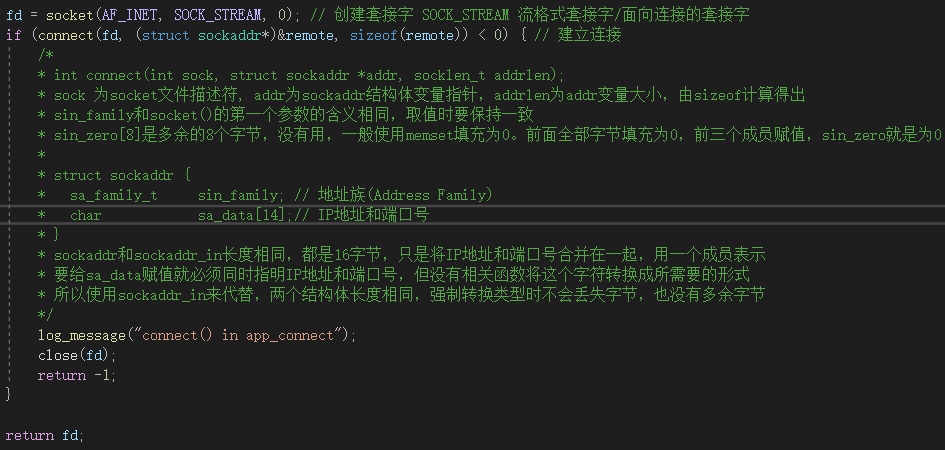 fd = socket(AF_INET, SOCK_STREAM, 0); // 创建套接字 SOCK_STREAM 流格式套接字/面向连接的套接字
if (connect(fd, (struct sockaddr*)&remote, sizeof(remote)) < 0) { // 建立连接
/*
* int connect(int sock, struct sockaddr *addr, socklen_t addrlen);
* sock 为socket文件描述符, addr为sockaddr结构体变量指针, addrlen为addr变量大小, 由sizeof计算得出
* sin_family和socket()的第一个参数的含义相同, 取值时要保持一致
* sin_zero[8]是多余的8个字节, 没有用, 一般使用memset填充为0。前面全部字节填充为0, 前三个成员赋值, sin_zero就是为0
*
* struct sockaddr {
* sa_family_t sin_family; // 地址族(Address Family)
* char sa_data[14];// IP地址和端口号
* }
* sockaddr和sockaddr_in长度相同, 都是16字节, 只是将IP地址和端口号合并在一起, 用一个成员表示
* 要给sa_data赋值就必须同时指明IP地址和端口号, 但没有相关函数将这个字符转换成所需要的形式
* 所以使用sockaddr_in来代替, 两个结构体长度相同, 强制转换类型时不会丢失字节, 也没有多余字节
*/
log_message("connect() in app_connect");
close(fd);
return -1;
}
return fd;